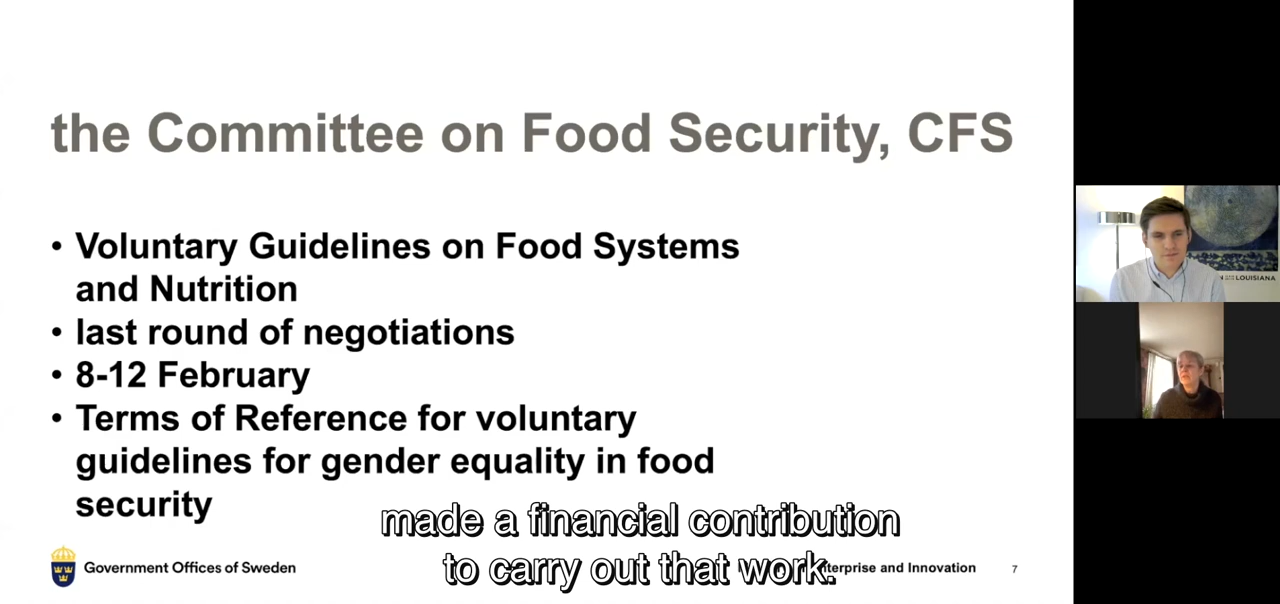 the Committee on Food Security, CFS
• Voluntary Guidelines on Food Systems
and Nutrition
• last round of negotiations
• 8-12 February
• Terms of Reference for voluntary
guidelines for gender equality in food
security
made a financial contribution
to carry out that work.
Government Offices of Sweden
Enterprise and Innovation
7
LOUISIANA